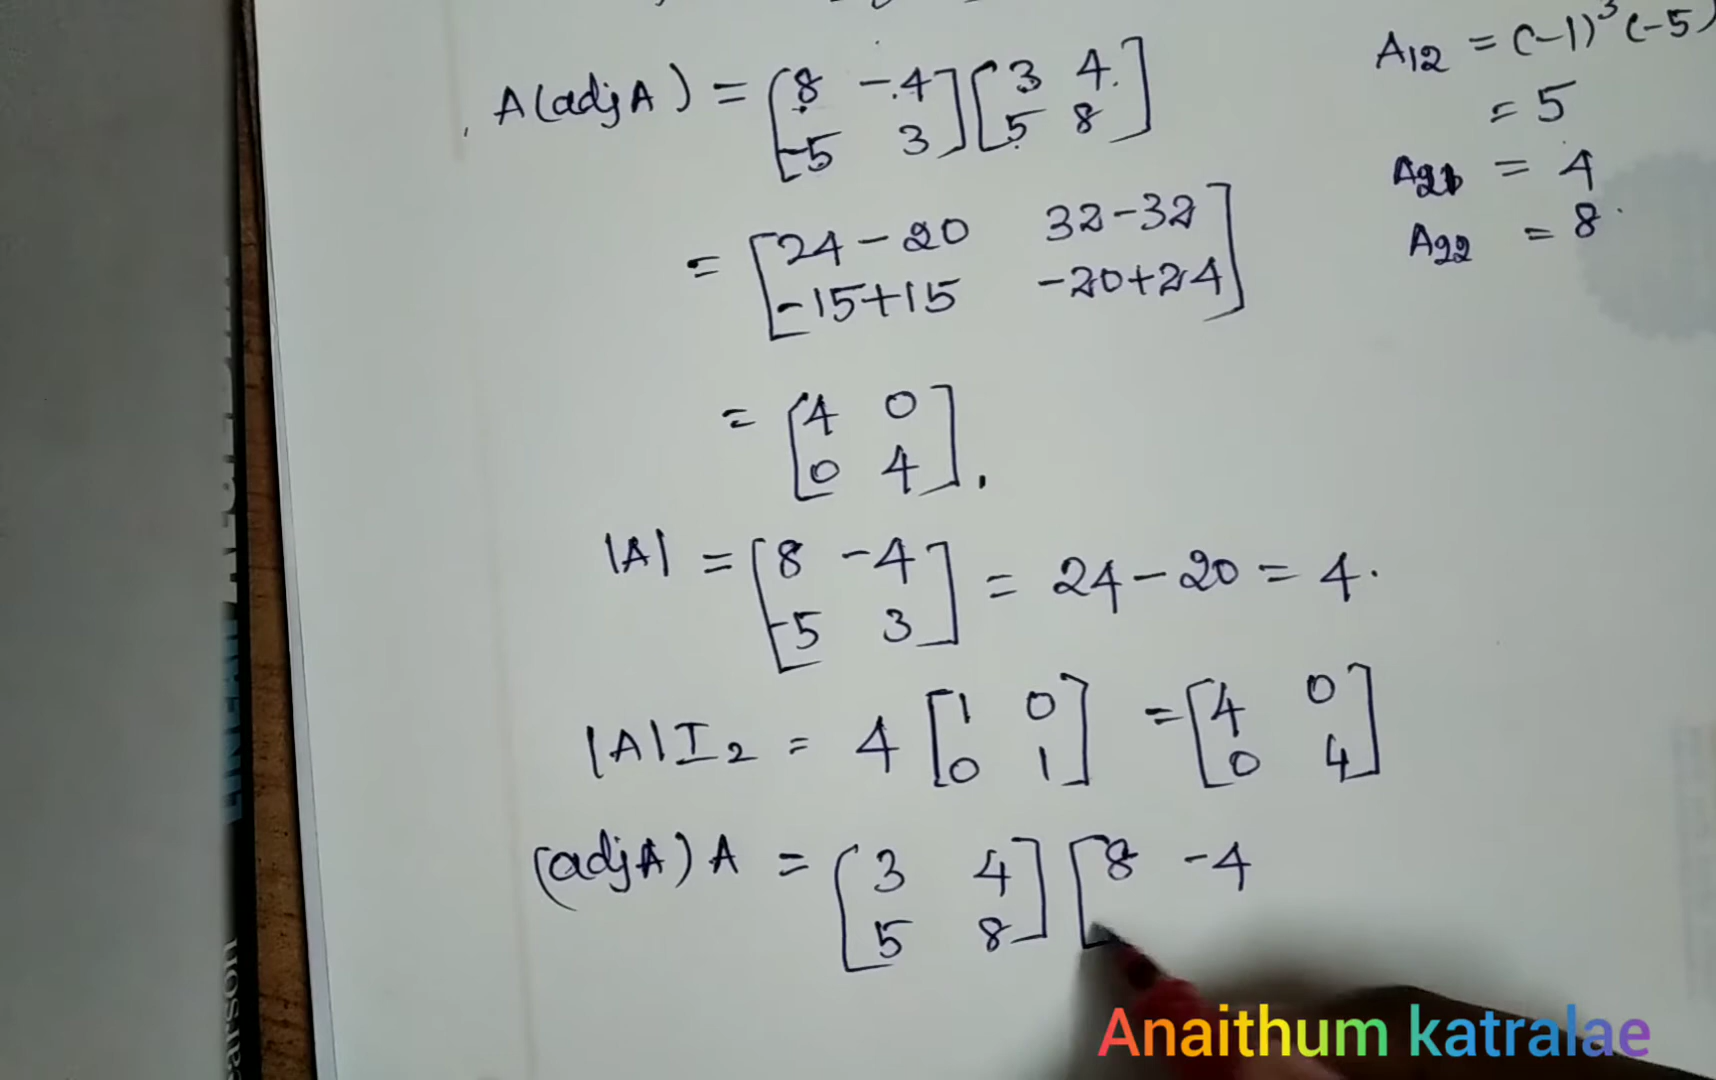 A(adj A) = [8 -4 [3 4
-5 3] 5 8]
= [24-20 32-32
-15+15 -20+24]
= [4 0
0 4].
|A| = [8 -4
-5 3] = 24-20 = 4.
|A| I2 = 4 [1 0 = [4 0
0 1] 0 4]
(adj A) A = [3 4 [8 -4
5 8]
A12 = (-1)^3 (-5)
= 5
A21 = 4
A22 = 8.
earson
Anaithum katralae